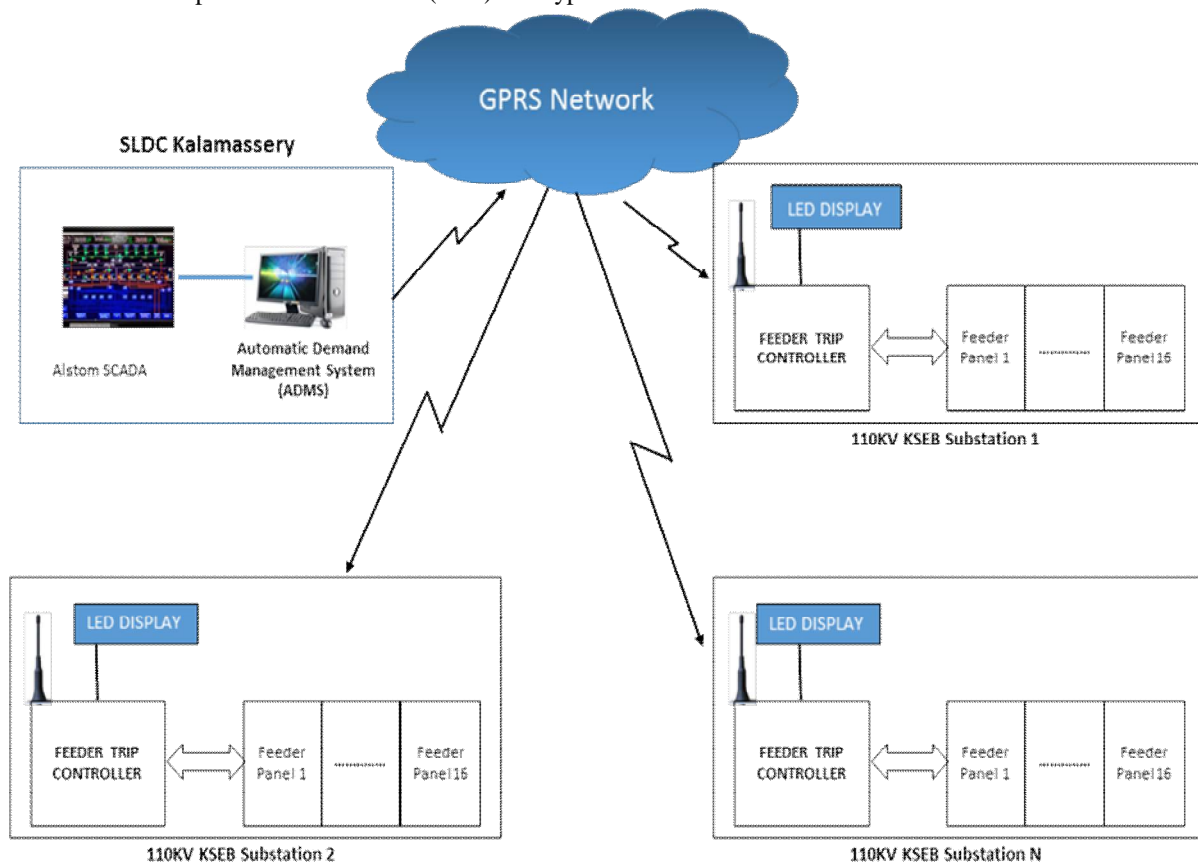 GPRS Network
SLDC Kalamassery
Alstom SCADA
Automatic Demand
Management System
(ADMS)
LED DISPLAY
FEEDER TRIP
CONTROLLER
Feeder
Panel 1
..............
Feeder
Panel 16
110KV KSEB Substation 1
LED DISPLAY
FEEDER TRIP
CONTROLLER
Feeder
Panel 1
..............
Feeder
Panel 16
110KV KSEB Substation 2
LED DISPLAY
FEEDER TRIP
CONTROLLER
Feeder
Panel 1
..............
Feeder
Panel 16
110KV KSEB Substation N